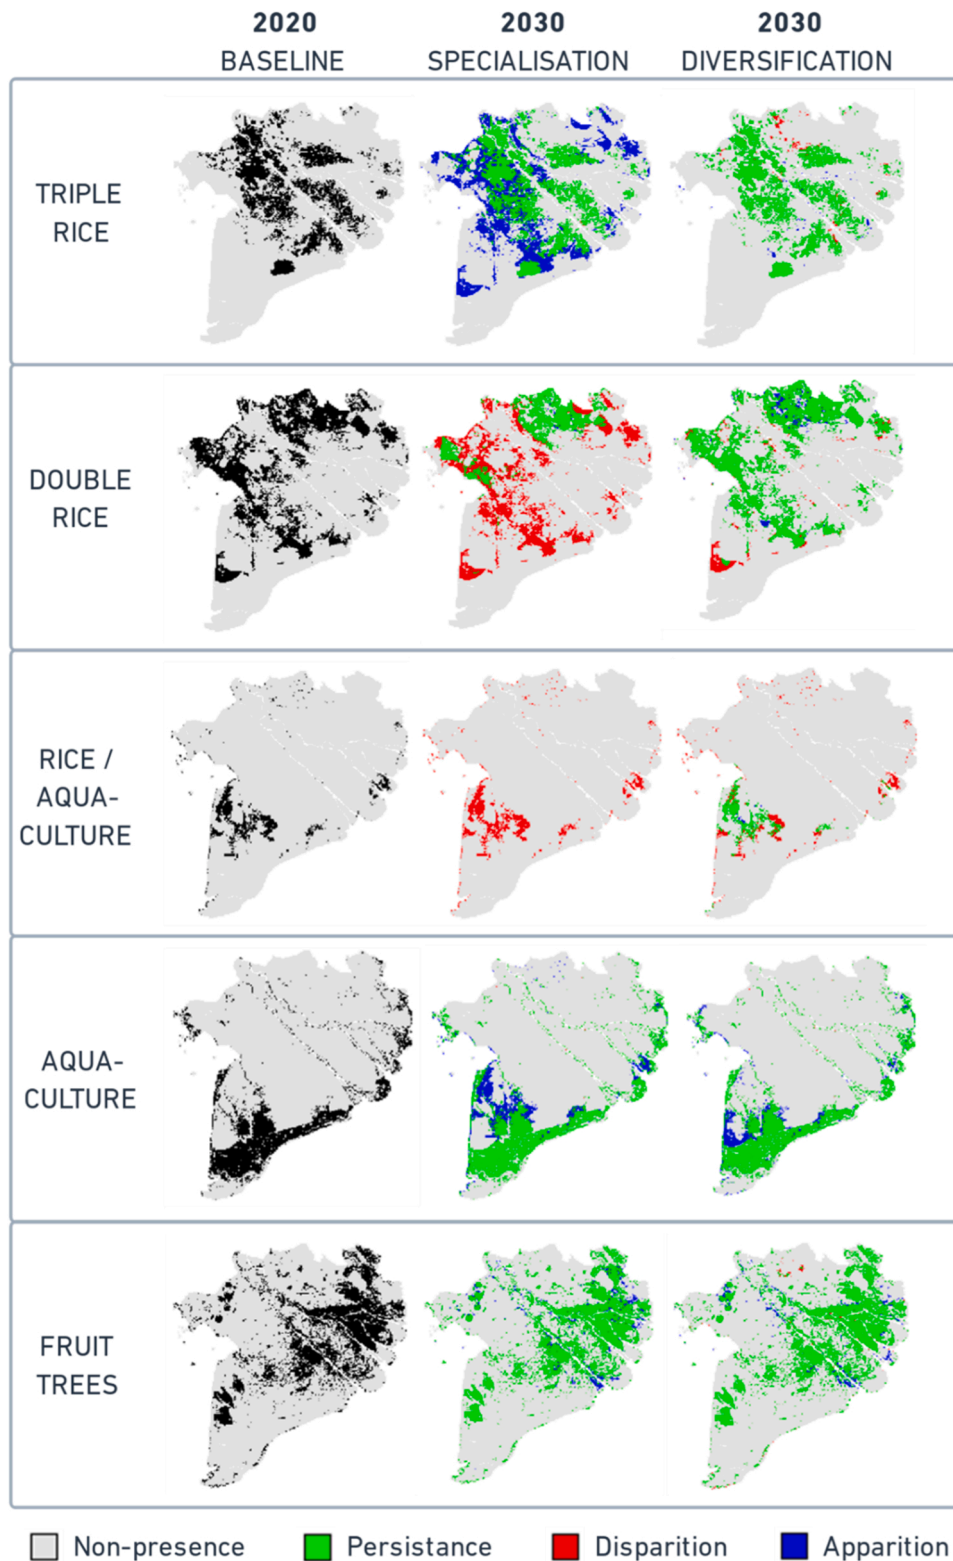 2020 2030 2030
BASELINE SPECIALISATION DIVERSIFICATION
TRIPLE
RICE
DOUBLE
RICE
RICE /
AQUA-
CULTURE
AQUA-
CULTURE
FRUIT
TREES
Non-presence Persistance Disparition Apparition